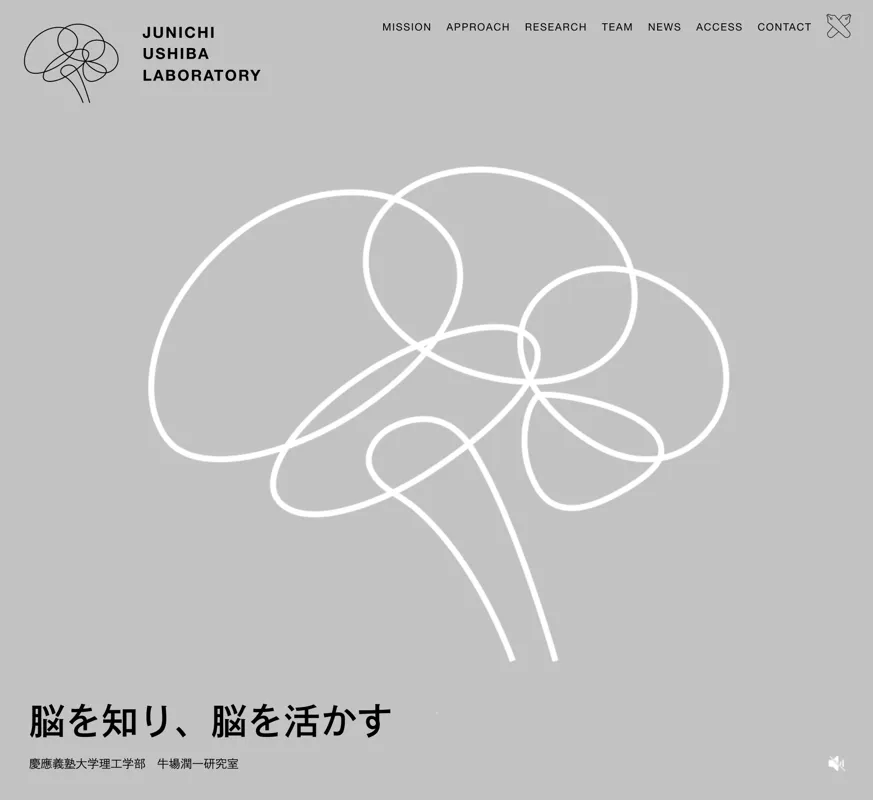 JUNICHI
USHIBA
LABORATORY
MISSION APPROACH RESEARCH TEAM NEWS ACCESS CONTACT
脳を知り、脳を活かす
慶應義塾大学理工学部　牛場潤一研究室